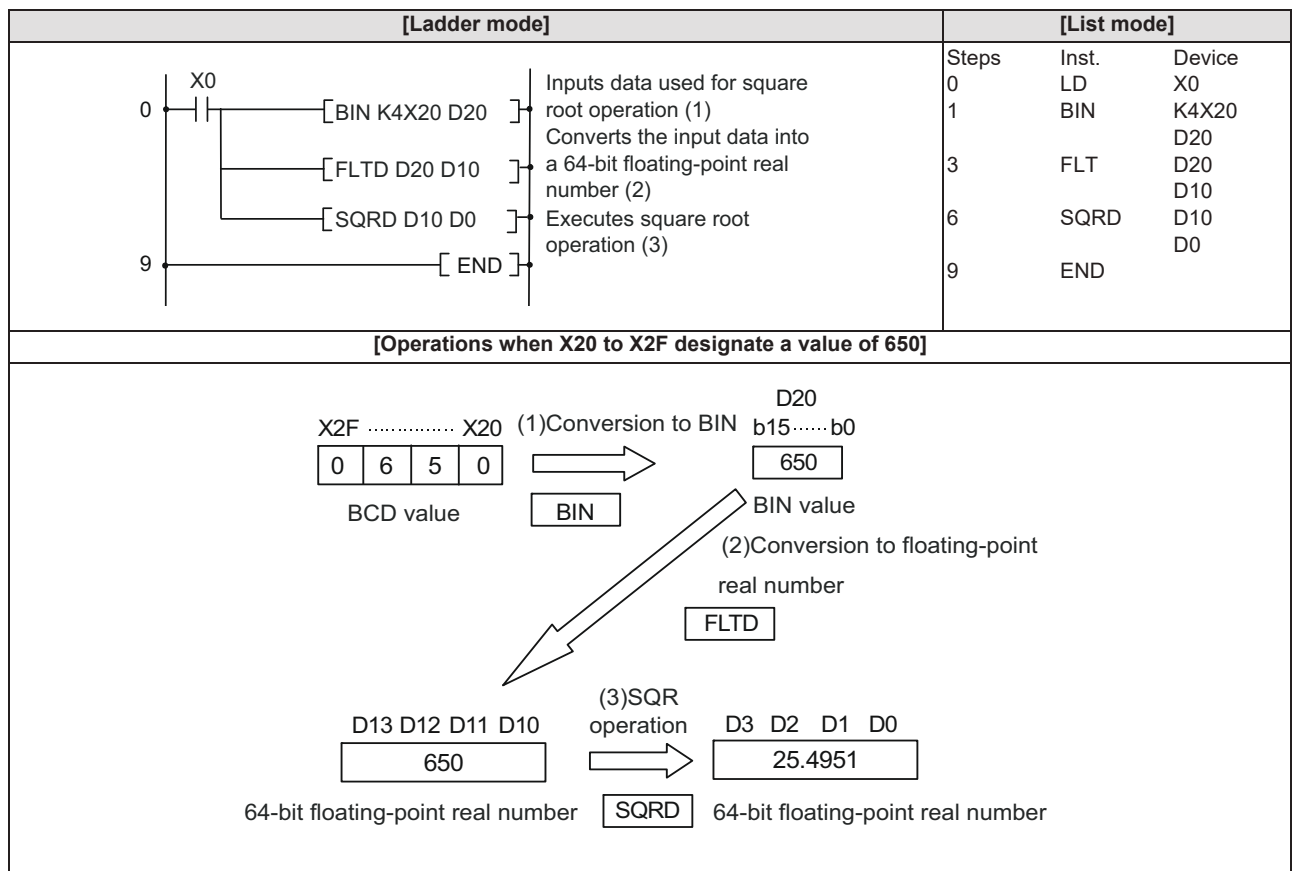 [Ladder mode]
[List mode]
X0
0
BIN K4X20 D20
FLTD D20 D10
SQRD D10 D0
9
END
Inputs data used for square
root operation (1)
Converts the input data into
a 64-bit floating-point real
number (2)
Executes square root
operation (3)
Steps Inst. Device
0 LD X0
1 BIN K4X20
D20
3 FLT D20
D10
6 SQRD D10
D0
9 END
[Operations when X20 to X2F designate a value of 650]
X2F ·············· X20
0 6 5 0
BCD value
(1)Conversion to BIN
BIN
D20
b15······b0
650
BIN value
(2)Conversion to floating-point
real number
FLTD
D13 D12 D11 D10
650
64-bit floating-point real number
(3)SQR
operation
SQRD
D3 D2 D1 D0
25.4951
64-bit floating-point real number